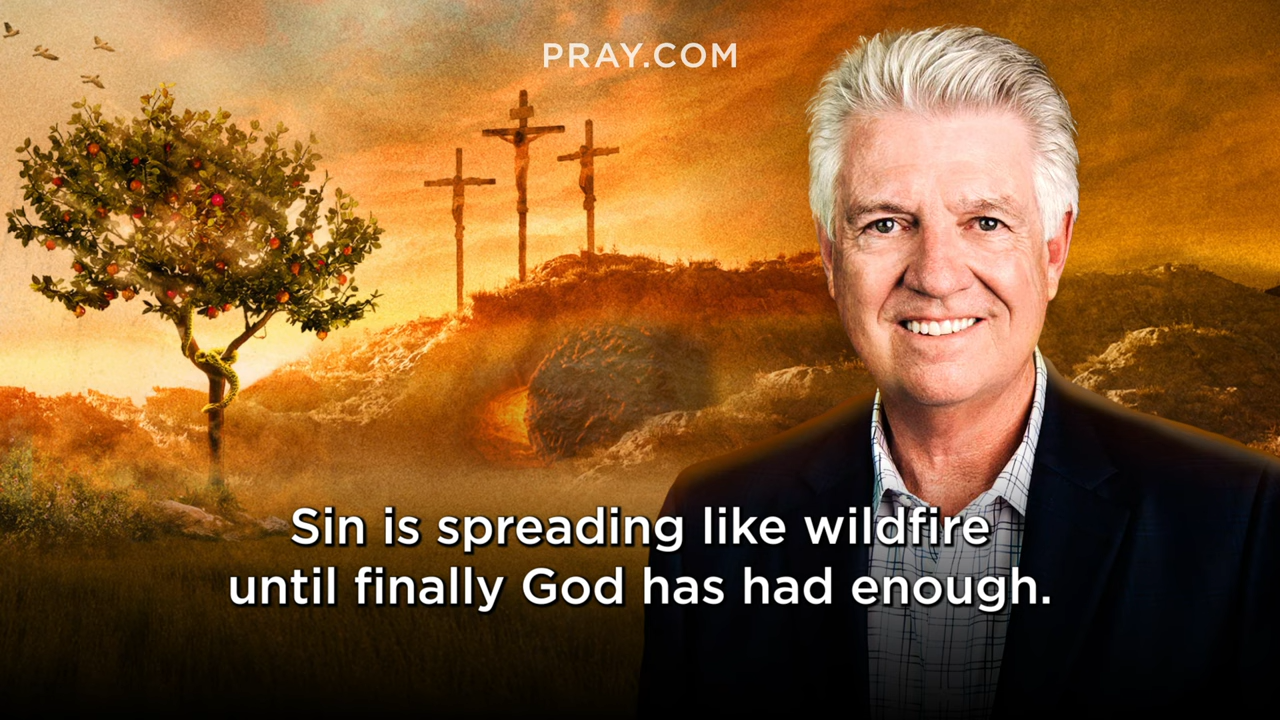 PRAY.COM
Sin is spreading like wildfire
until finally God has had enough.